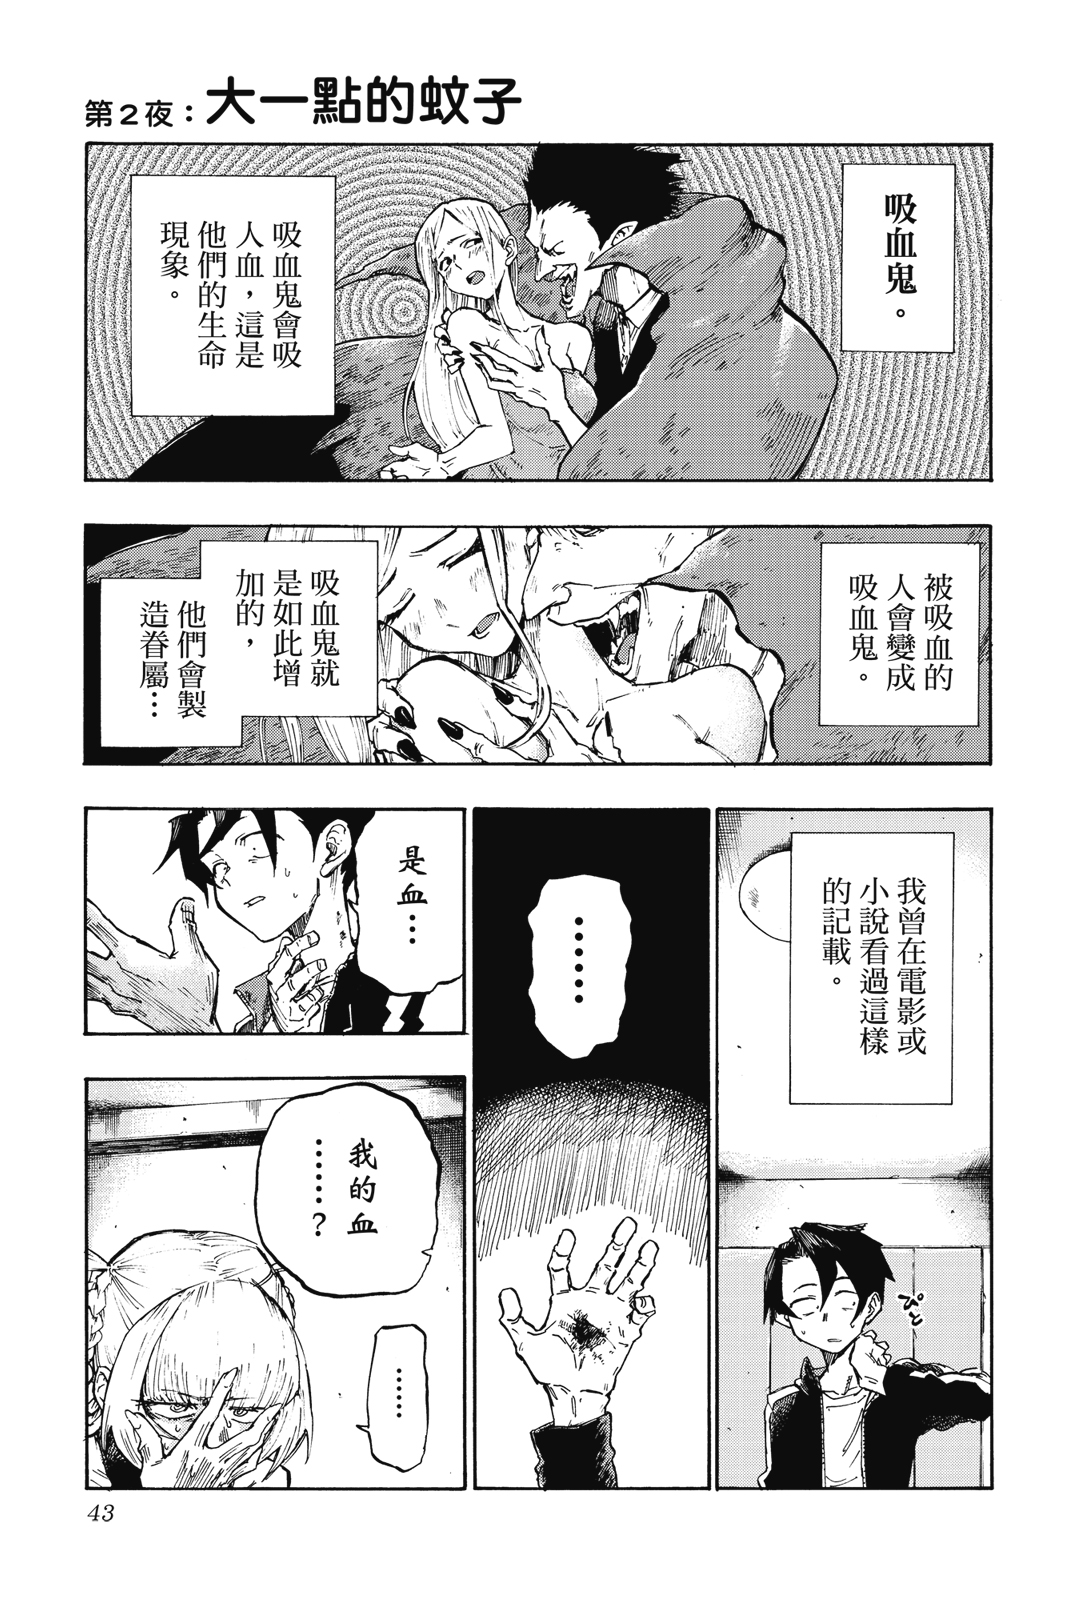 第2夜：大一點的蚊子
吸血鬼。
吸血鬼會吸
人血，這是
他們的生命
現象。
被吸血的
人會變成
吸血鬼。
吸血鬼就
是如此增
加的，
他們會製
造眷屬…
我曾在電影或
小說看過這樣
的記載。
ぴと
……
是血…
我的血
……？
……
43